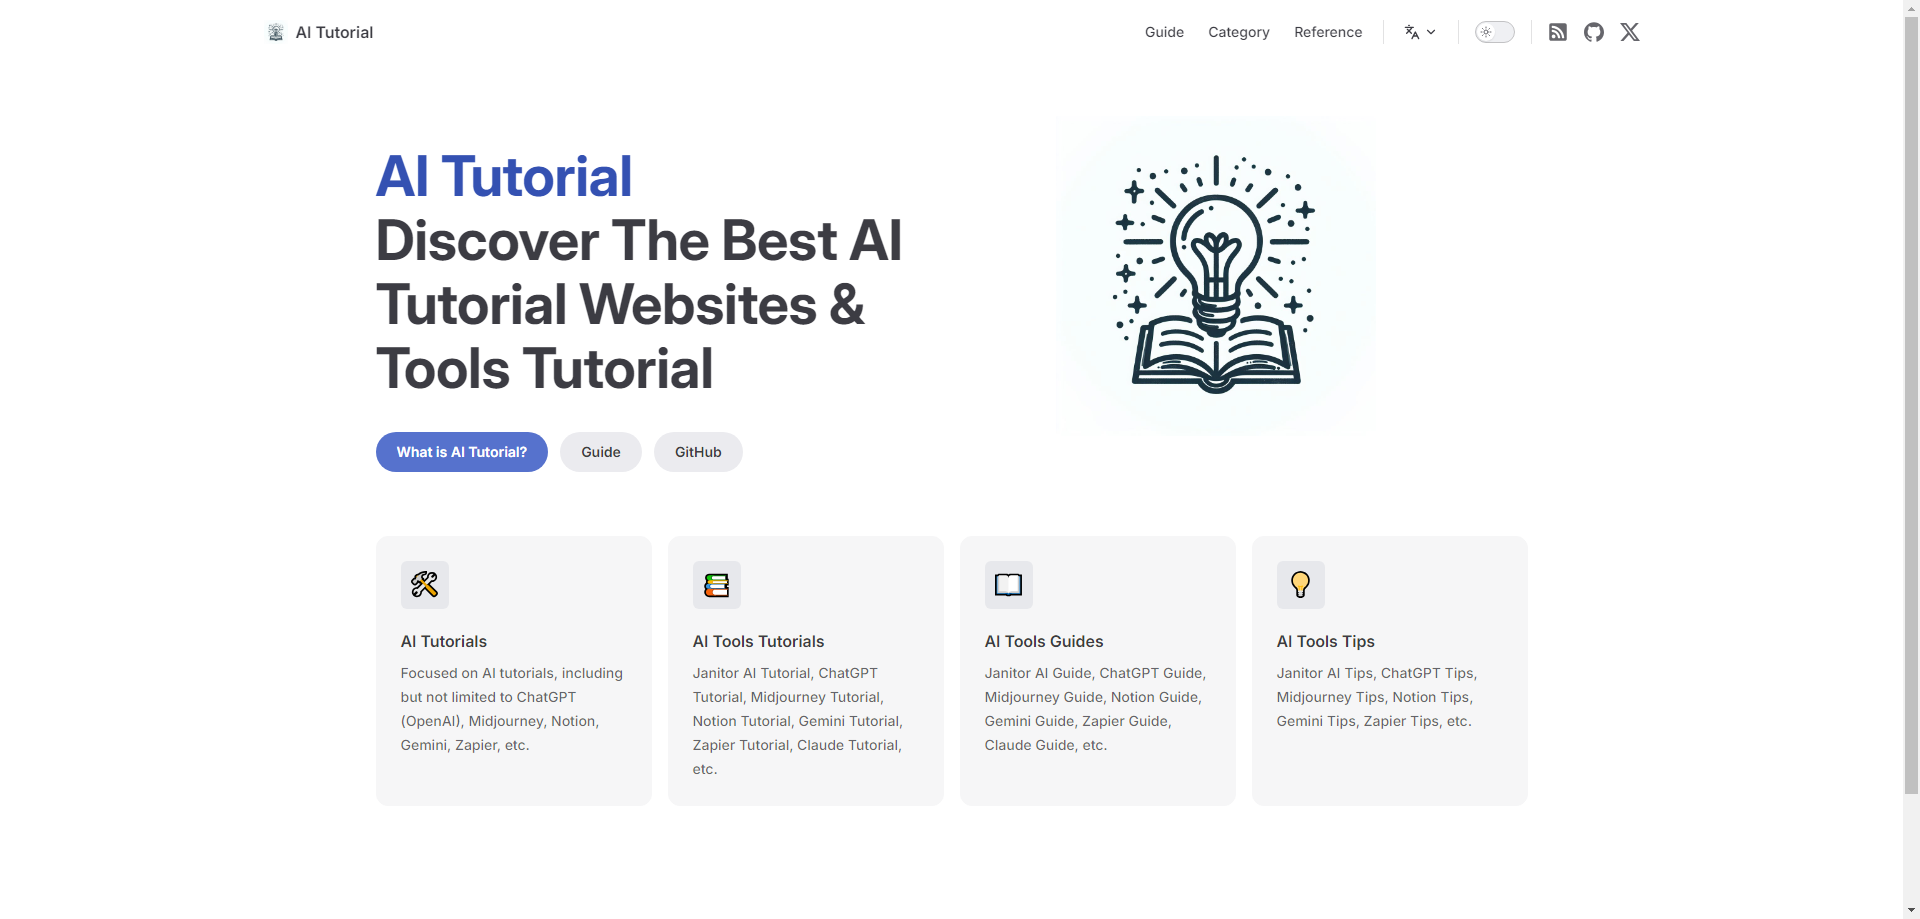 AI Tutorial
Guide
Category
Reference
AI Tutorial
Discover The Best AI
Tutorial Websites &
Tools Tutorial
What is AI Tutorial?
Guide
GitHub
AI Tutorials
Focused on AI tutorials, including
but not limited to ChatGPT
(OpenAI), Midjourney, Notion,
Gemini, Zapier, etc.
AI Tools Tutorials
Janitor AI Tutorial, ChatGPT
Tutorial, Midjourney Tutorial,
Notion Tutorial, Gemini Tutorial,
Zapier Tutorial, Claude Tutorial,
etc.
AI Tools Guides
Janitor AI Guide, ChatGPT Guide,
Midjourney Guide, Notion Guide,
Gemini Guide, Zapier Guide,
Claude Guide, etc.
AI Tools Tips
Janitor AI Tips, ChatGPT Tips,
Midjourney Tips, Notion Tips,
Gemini Tips, Zapier Tips, etc.